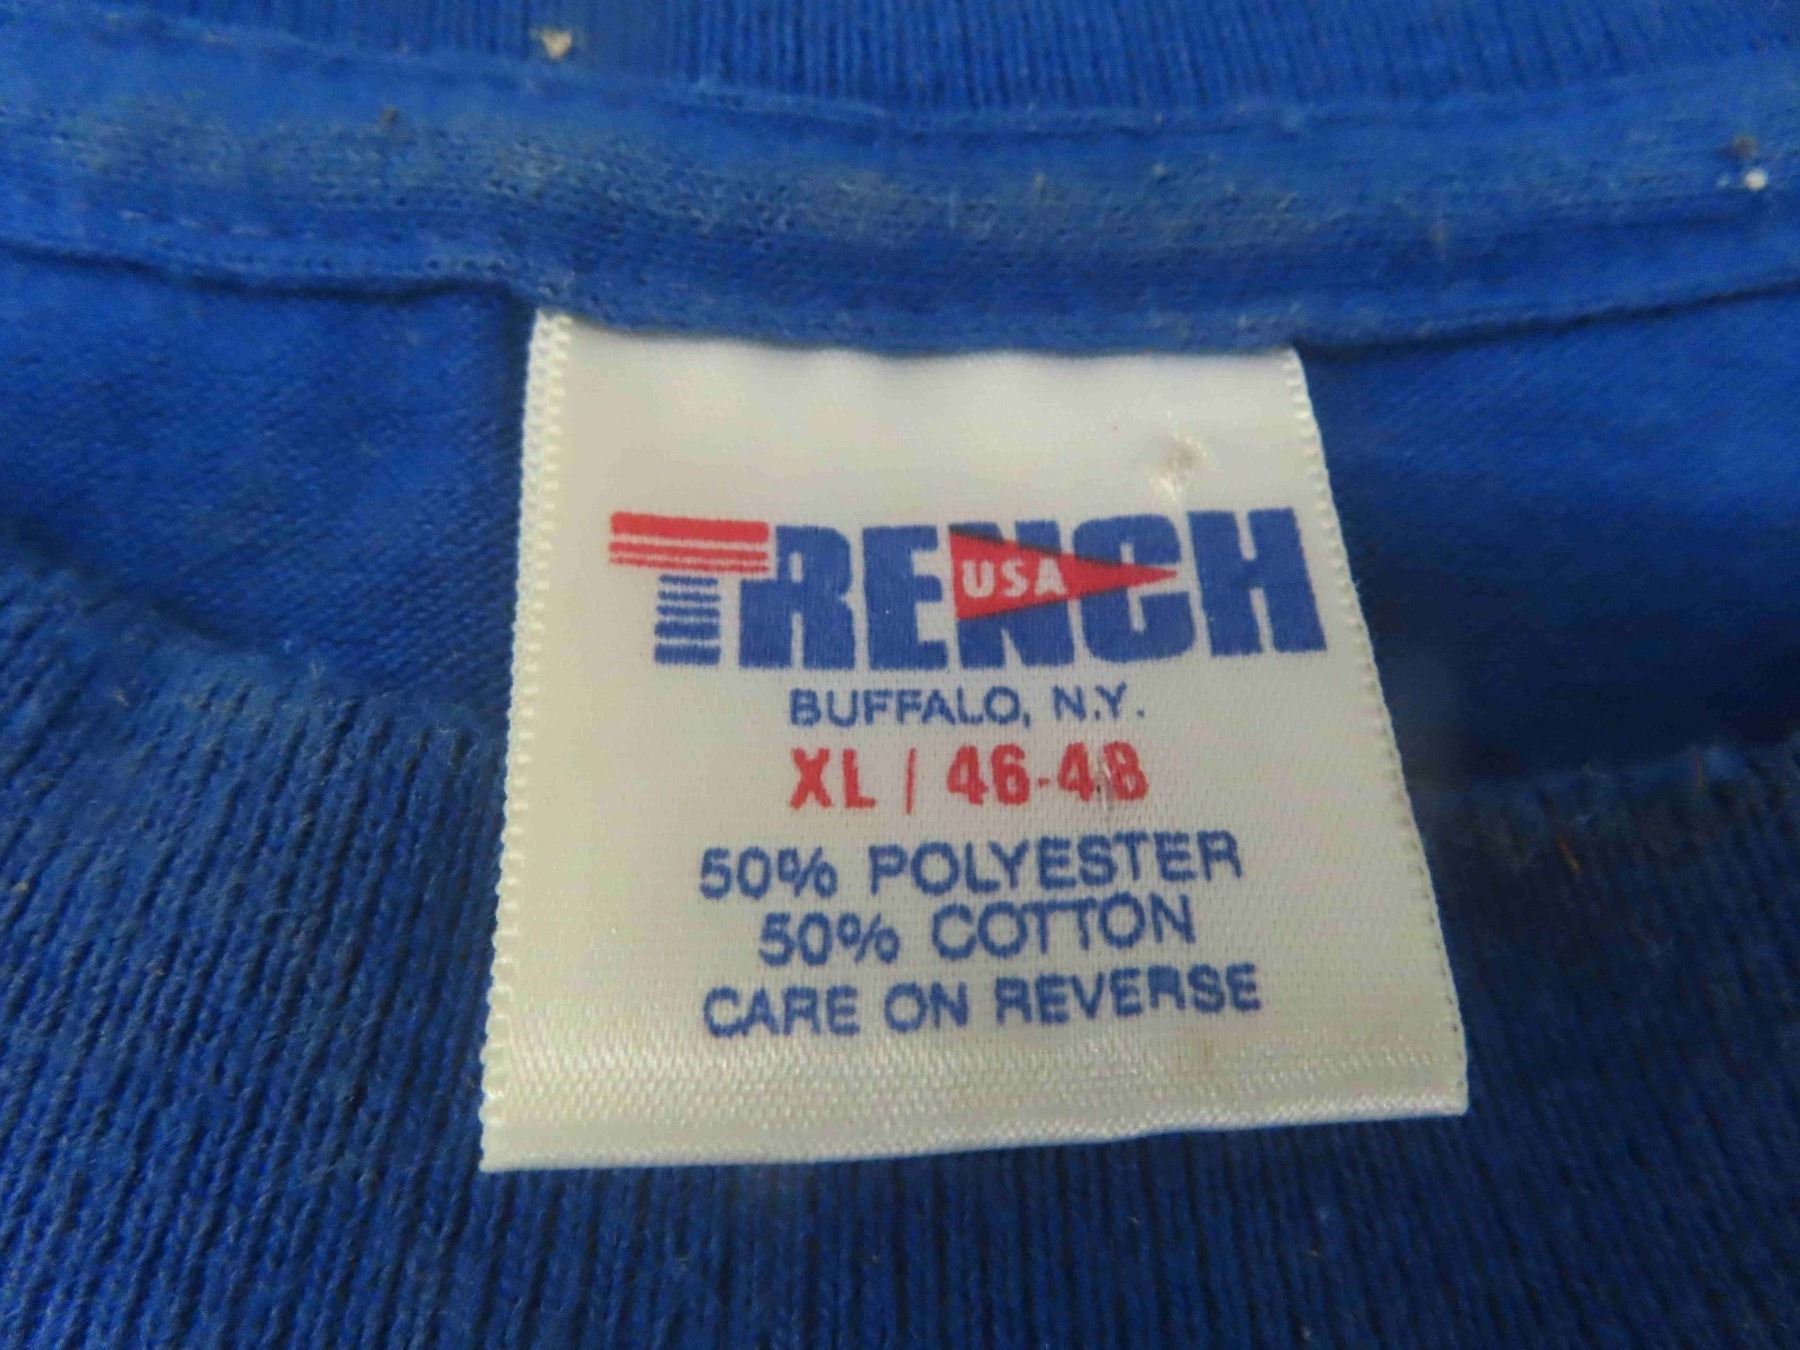 TRENCH
USA
BUFFALO, N.Y.
XL / 46-48
50% POLYESTER
50% COTTON
CARE ON REVERSE